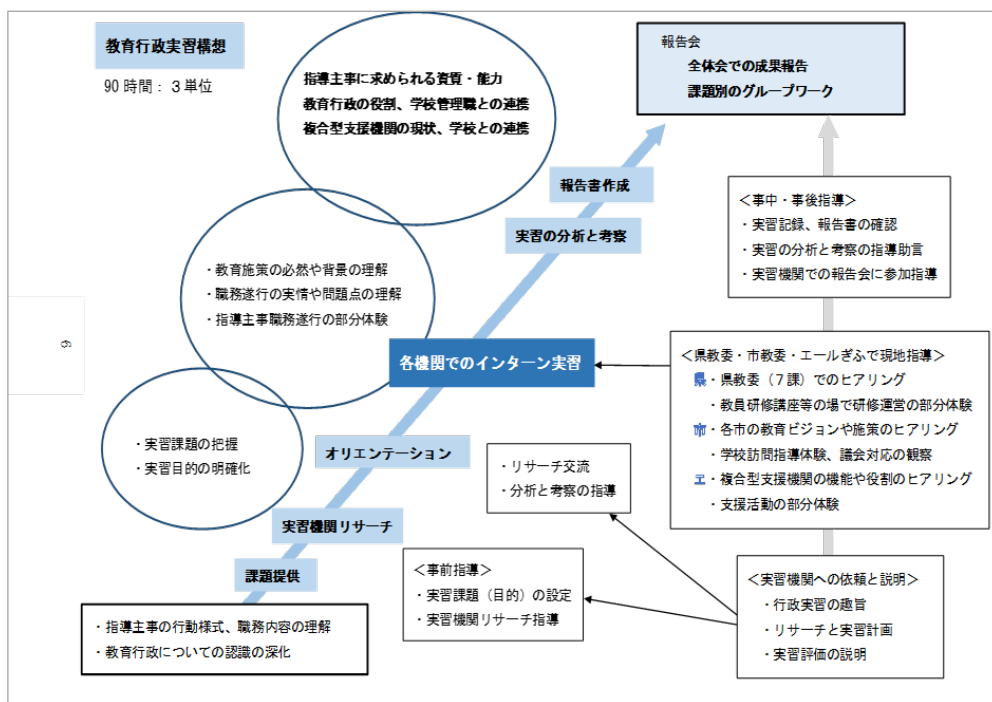 教育行政実習構想
90時間：３単位
指導主事に求められる資質・能力
教育行政の役割、学校管理職との連携
複合型支援機関の現状、学校との連携
報告会
全体会での成果報告
課題別のグループワーク
報告書作成
実習の分析と考察
＜事中・事後指導＞
・実習記録、報告書の確認
・実習の分析と考察の指導助言
・実習機関での報告会に参加指導
・教育施策の必然や背景の理解
・職務遂行の実情や問題点の理解
・指導主事職務遂行の部分体験
6
各機関でのインターン実習
＜県教委・市教委・エールぎふで現地指導＞
県・県教委（７課）でのヒアリング
・教員研修講座等の場で研修運営の部分体験
市・各市の教育ビジョンや施策のヒアリング
・学校訪問指導体験、議会対応の観察
エ・複合型支援機関の機能や役割のヒアリング
・支援活動の部分体験
・実習課題の把握
・実習目的の明確化
オリエンテーション
・リサーチ交流
・分析と考察の指導
実習機関リサーチ
課題提供
＜事前指導＞
・実習課題（目的）の設定
・実習機関リサーチ指導
＜実習機関への依頼と説明＞
・行政実習の趣旨
・リサーチと実習計画
・実習評価の説明
・指導主事の行動様式、職務内容の理解
・教育行政についての認識の深化